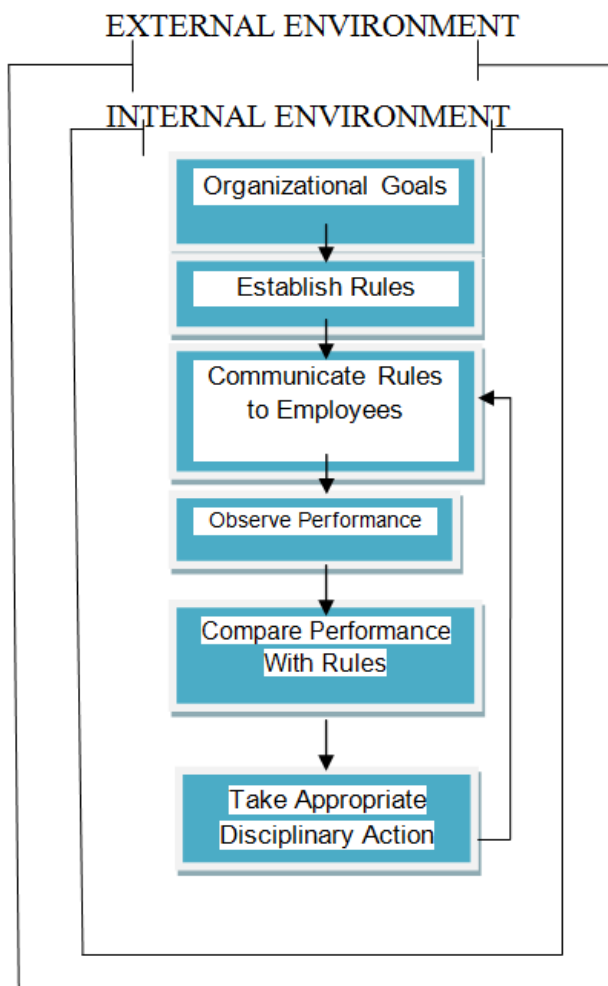 EXTERNAL ENVIRONMENT
INTERNAL ENVIRONMENT
Organizational Goals
Establish Rules
Communicate Rules
to Employees
Observe Performance
Compare Performance
With Rules
Take Appropriate
Disciplinary Action